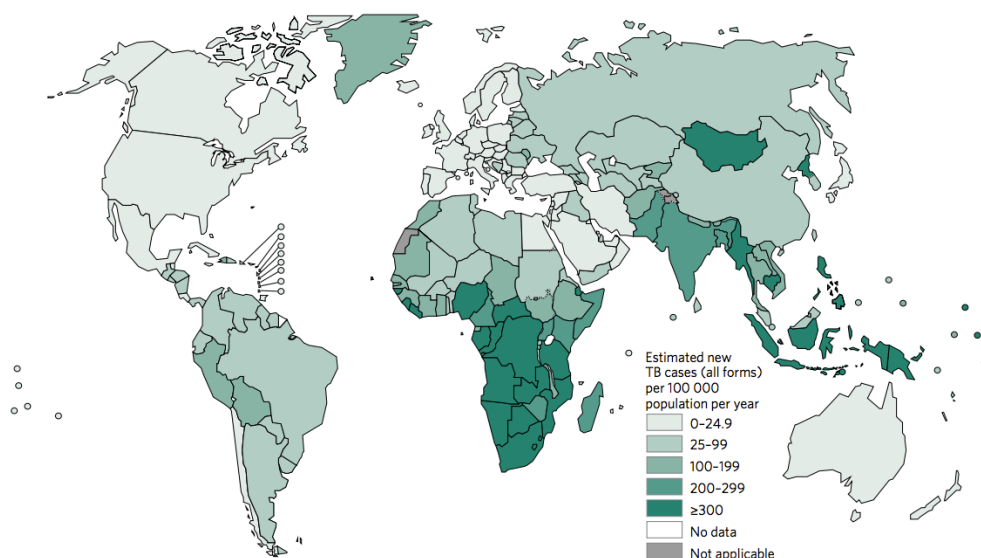 Estimated new
TB cases (all forms)
per 100 000
population per year
0–24.9
25–99
100–199
200–299
≥300
No data
Not applicable